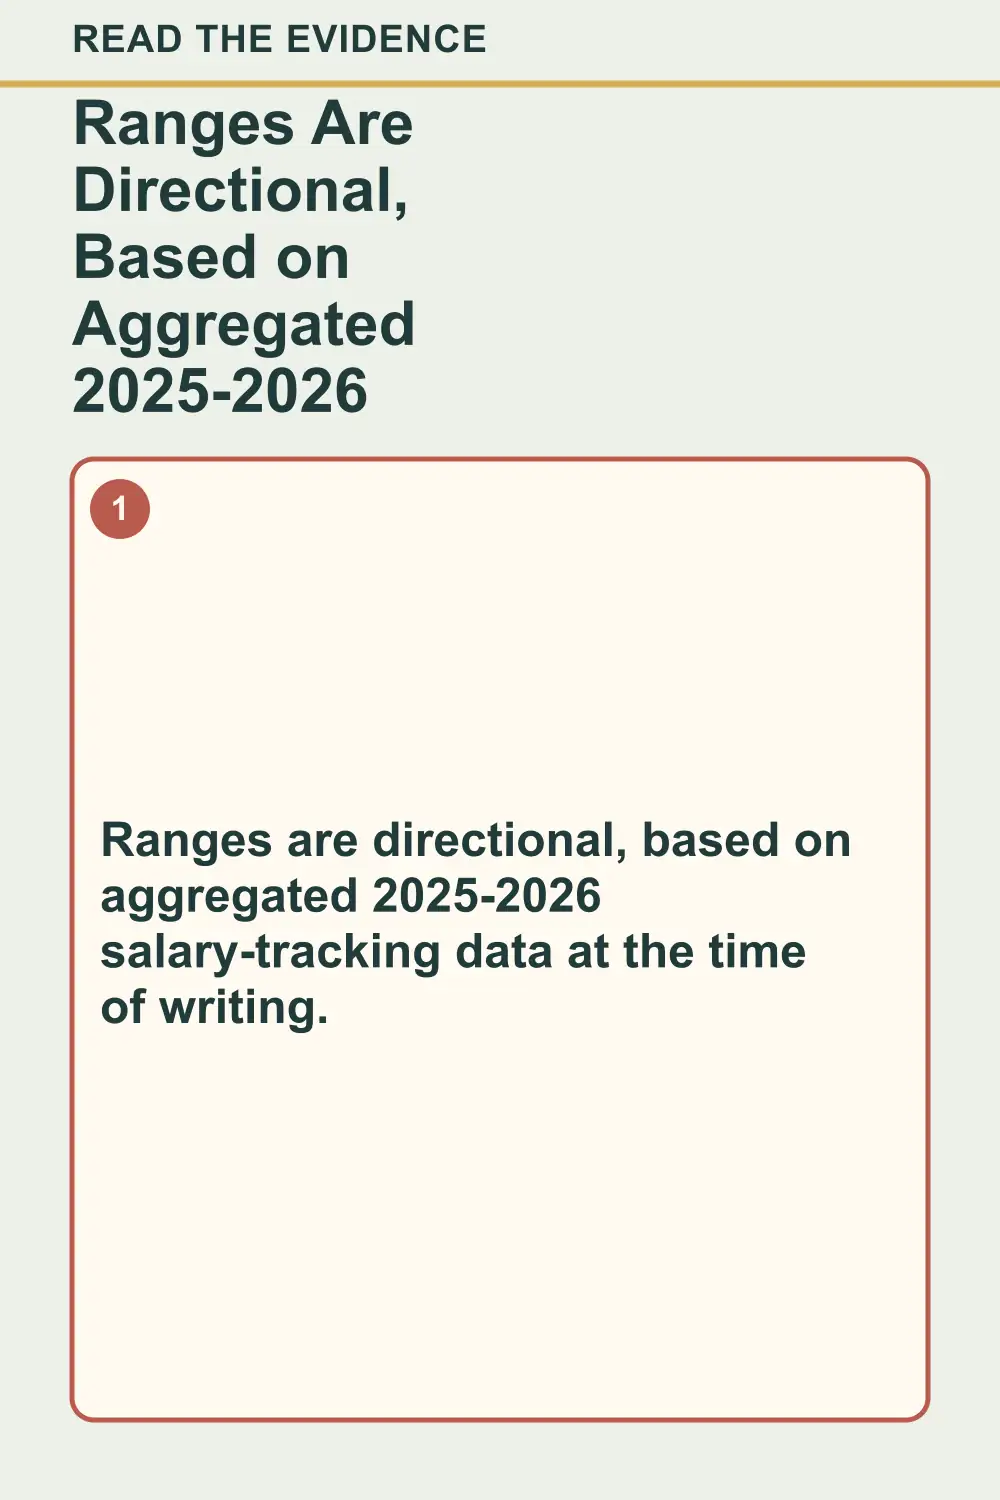 READ THE EVIDENCE
Ranges Are
Directional,
Based on
Aggregated
2025-2026
1
Ranges are directional, based on
aggregated 2025-2026
salary-tracking data at the time
of writing.